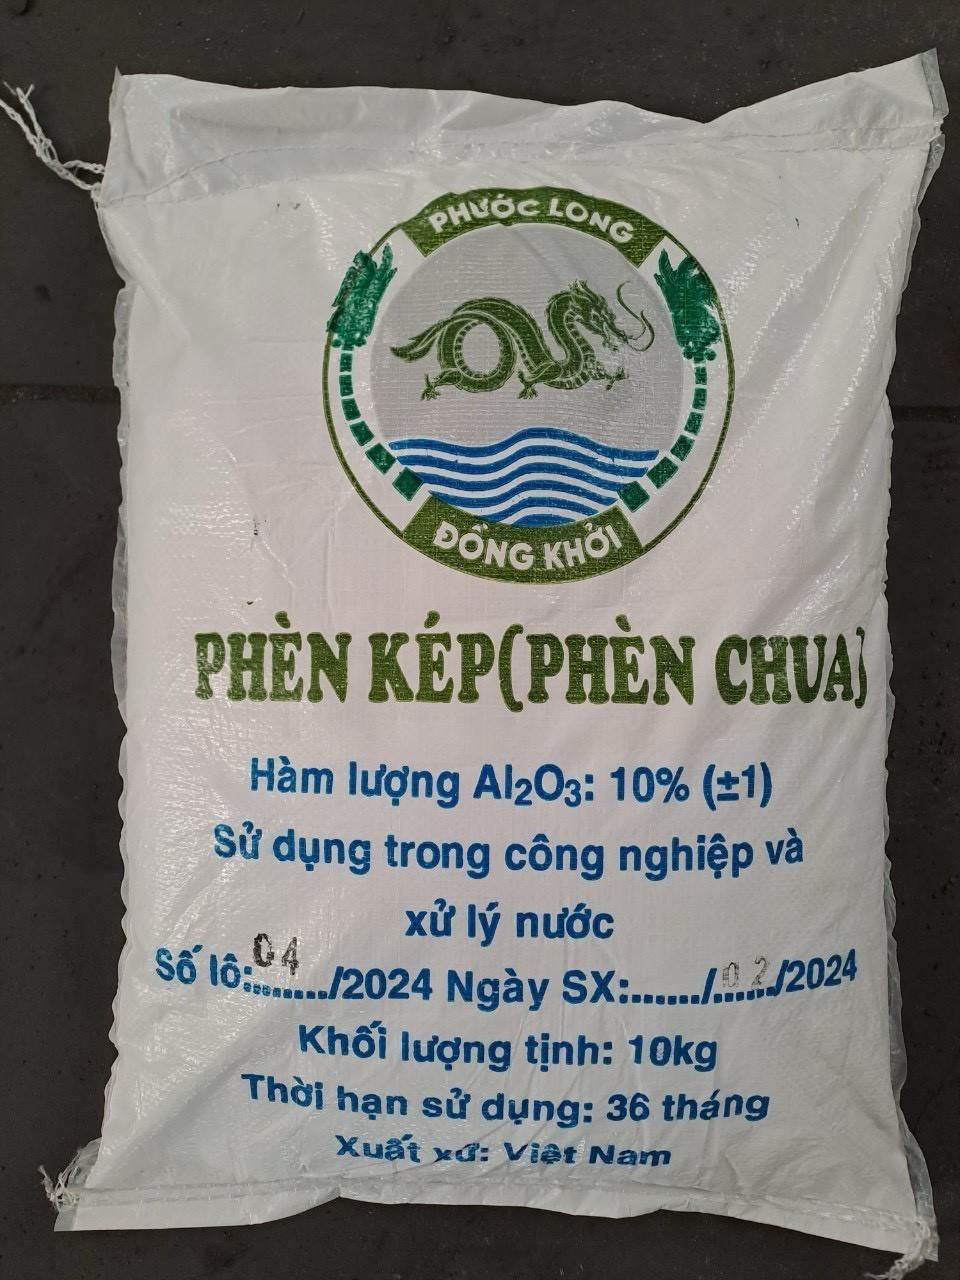 PHƯỚC LONG
ĐỒNG KHỞI
PHÈN KÉP(PHÈN CHUA)
Hàm lượng Al₂O₃: 10% (±1)
Sử dụng trong công nghiệp và
xử lý nước
Số lô:04......../2024 Ngày SX:......./02/2024
Khối lượng tịnh: 10kg
Thời hạn sử dụng: 36 tháng
Xuất xứ: Việt Nam